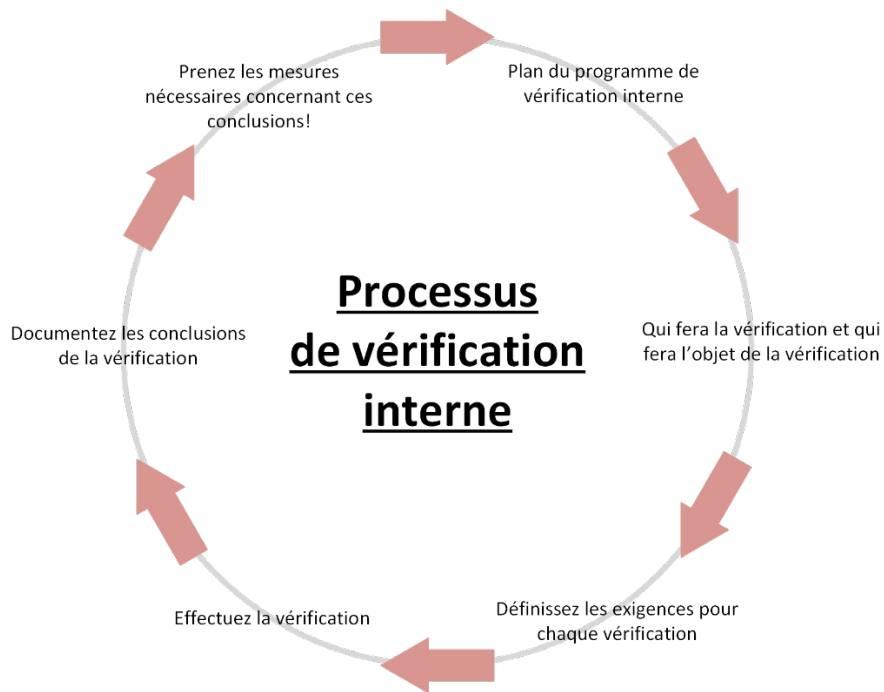 Processus
de vérification
interne
Plan du programme de
vérification interne
Qui fera la vérification et qui
fera l’objet de la vérification
Définissez les exigences pour
chaque vérification
Effectuez la vérification
Documentez les conclusions
de la vérification
Prenez les mesures
nécessaires concernant ces
conclusions!